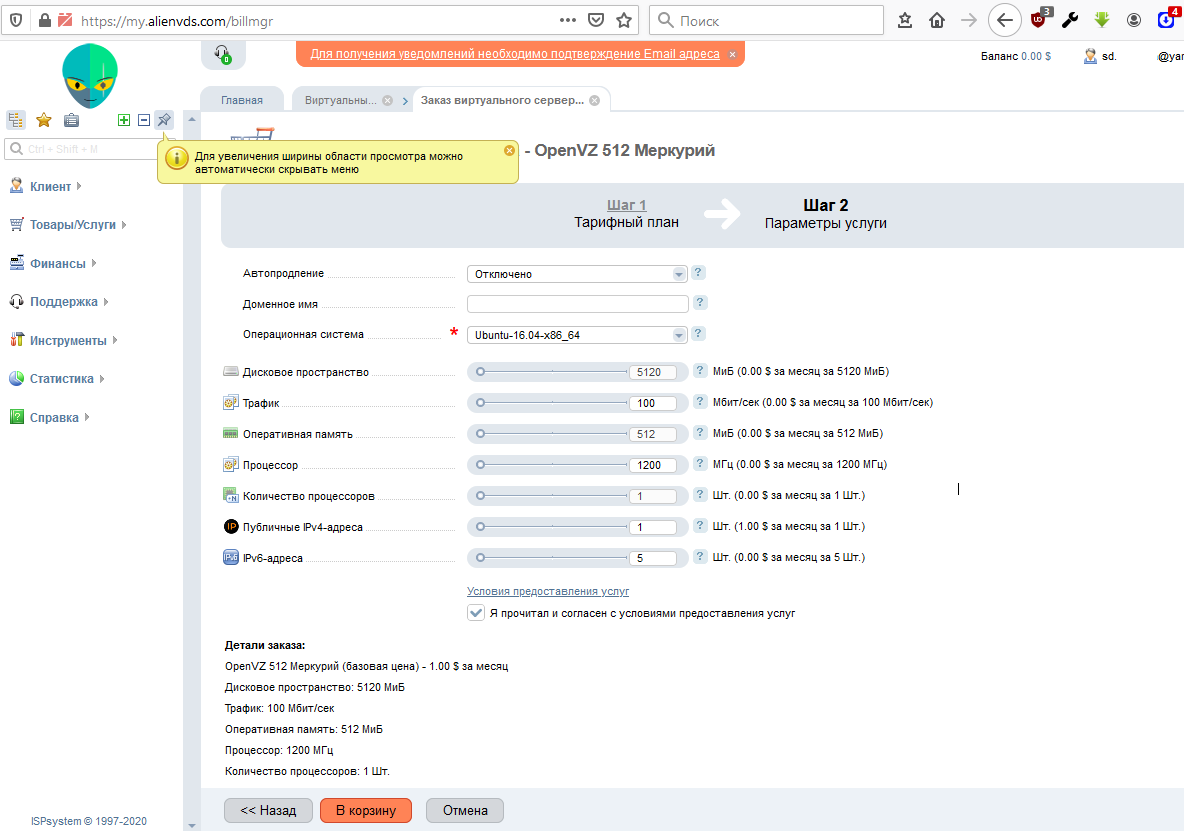 https://my.alienvds.com/billmgr
Поиск
3
4
0
Для получения уведомлений необходимо подтверждение Email адреса
Баланс 0.00 $
sd.
@yar
Главная
Виртуальны...
Заказ виртуального сервер...
Ctrl + Shift + M
Для увеличения ширины области просмотра можно
автоматически скрывать меню
- OpenVZ 512 Меркурий
Клиент
Товары/Услуги
Финансы
Поддержка
Инструменты
Статистика
Справка
Шаг 1
Тарифный план
Шаг 2
Параметры услуги
Автопродление Отключено ?
Доменное имя ?
Операционная система * Ubuntu-16.04-x86_64 ?
Дисковое пространство 5120 ? МиБ (0.00 $ за месяц за 5120 МиБ)
Трафик 100 ? Мбит/сек (0.00 $ за месяц за 100 Мбит/сек)
Оперативная память 512 ? МиБ (0.00 $ за месяц за 512 МиБ)
Процессор 1200 ? МГц (0.00 $ за месяц за 1200 МГц)
Количество процессоров 1 ? Шт. (0.00 $ за месяц за 1 Шт.)
IP Публичные IPv4-адреса 1 ? Шт. (1.00 $ за месяц за 1 Шт.)
IPv6 IPv6-адреса 5 ? Шт. (0.00 $ за месяц за 5 Шт.)
Условия предоставления услуг
Я прочитал и согласен с условиями предоставления услуг
Детали заказа:
OpenVZ 512 Меркурий (базовая цена) - 1.00 $ за месяц
Дисковое пространство: 5120 МиБ
Трафик: 100 Мбит/сек
Оперативная память: 512 МиБ
Процессор: 1200 МГц
Количество процессоров: 1 Шт.
<< Назад
В корзину
Отмена
ISPsystem © 1997-2020